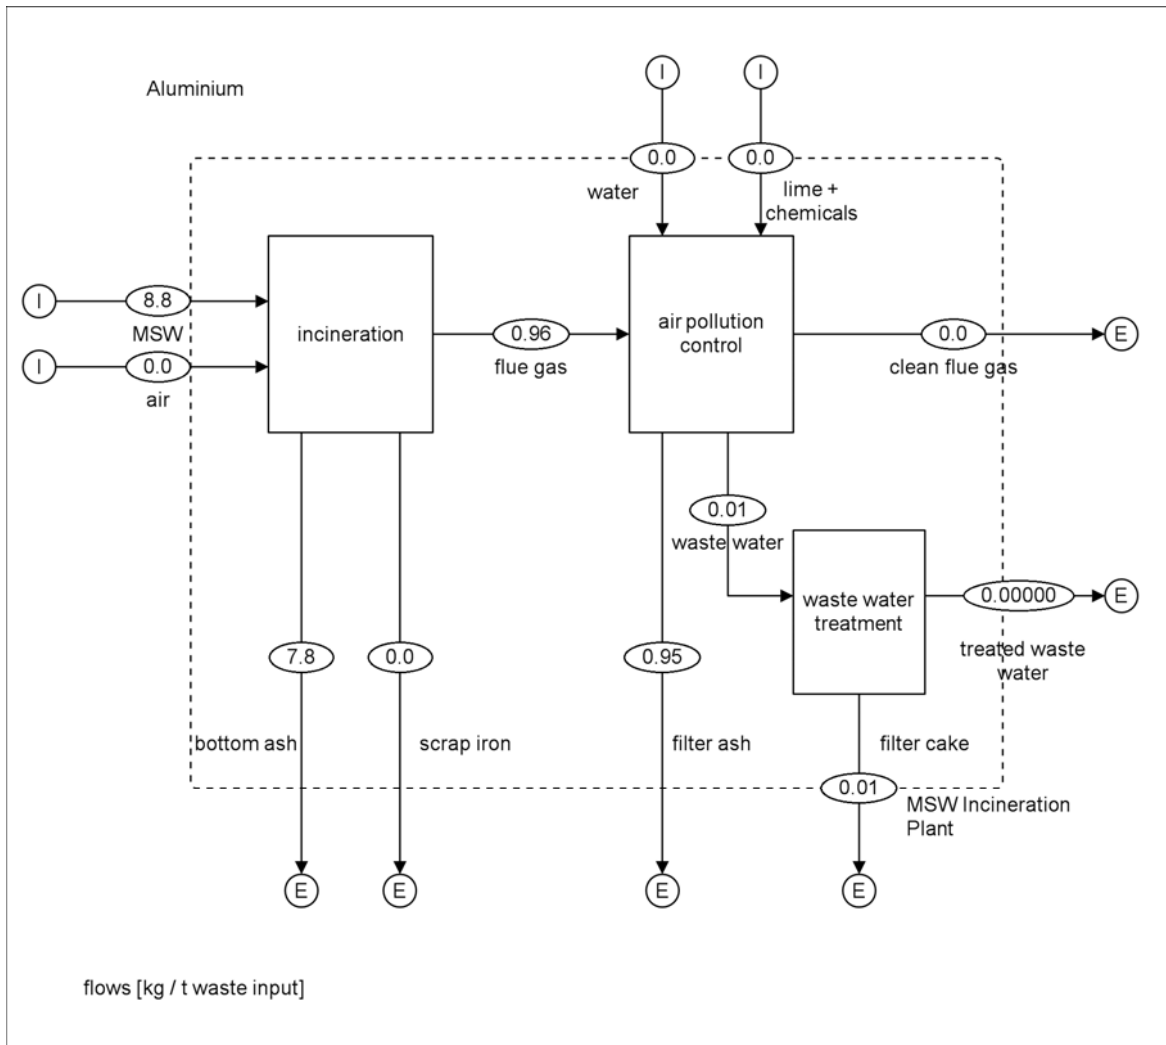 Aluminium
I
I
0.0
0.0
water
lime +
chemicals
I
8.8
MSW
incineration
0.96
flue gas
air pollution
control
0.0
clean flue gas
E
I
0.0
air
0.01
waste water
waste water
treatment
0.00000
E
treated waste
water
7.8
0.0
0.95
bottom ash
scrap iron
filter ash
filter cake
0.01
MSW Incineration
Plant
E
E
E
E
flows [kg / t waste input]